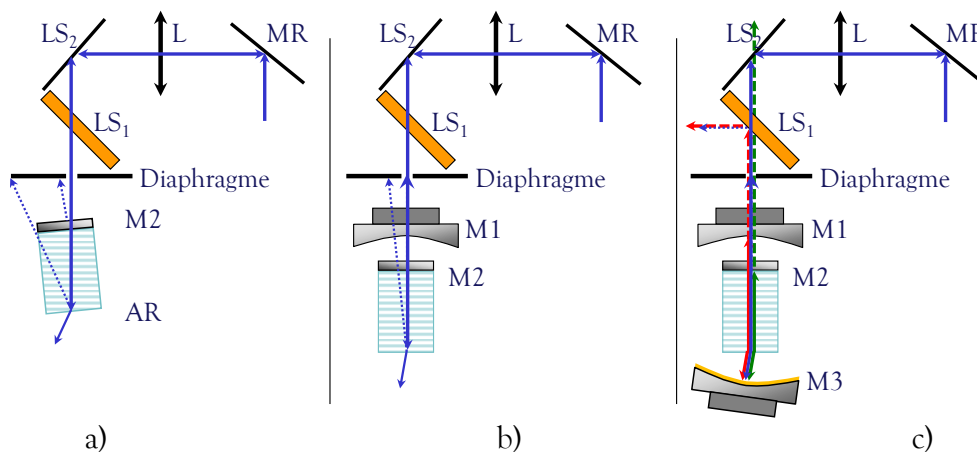 LS₂
L
MR
LS₁
Diaphragme
M2
AR
a)
LS₂
L
MR
LS₁
Diaphragme
M1
M2
b)
LS₂
L
LS₁
Diaphragme
M1
M2
M3
c)